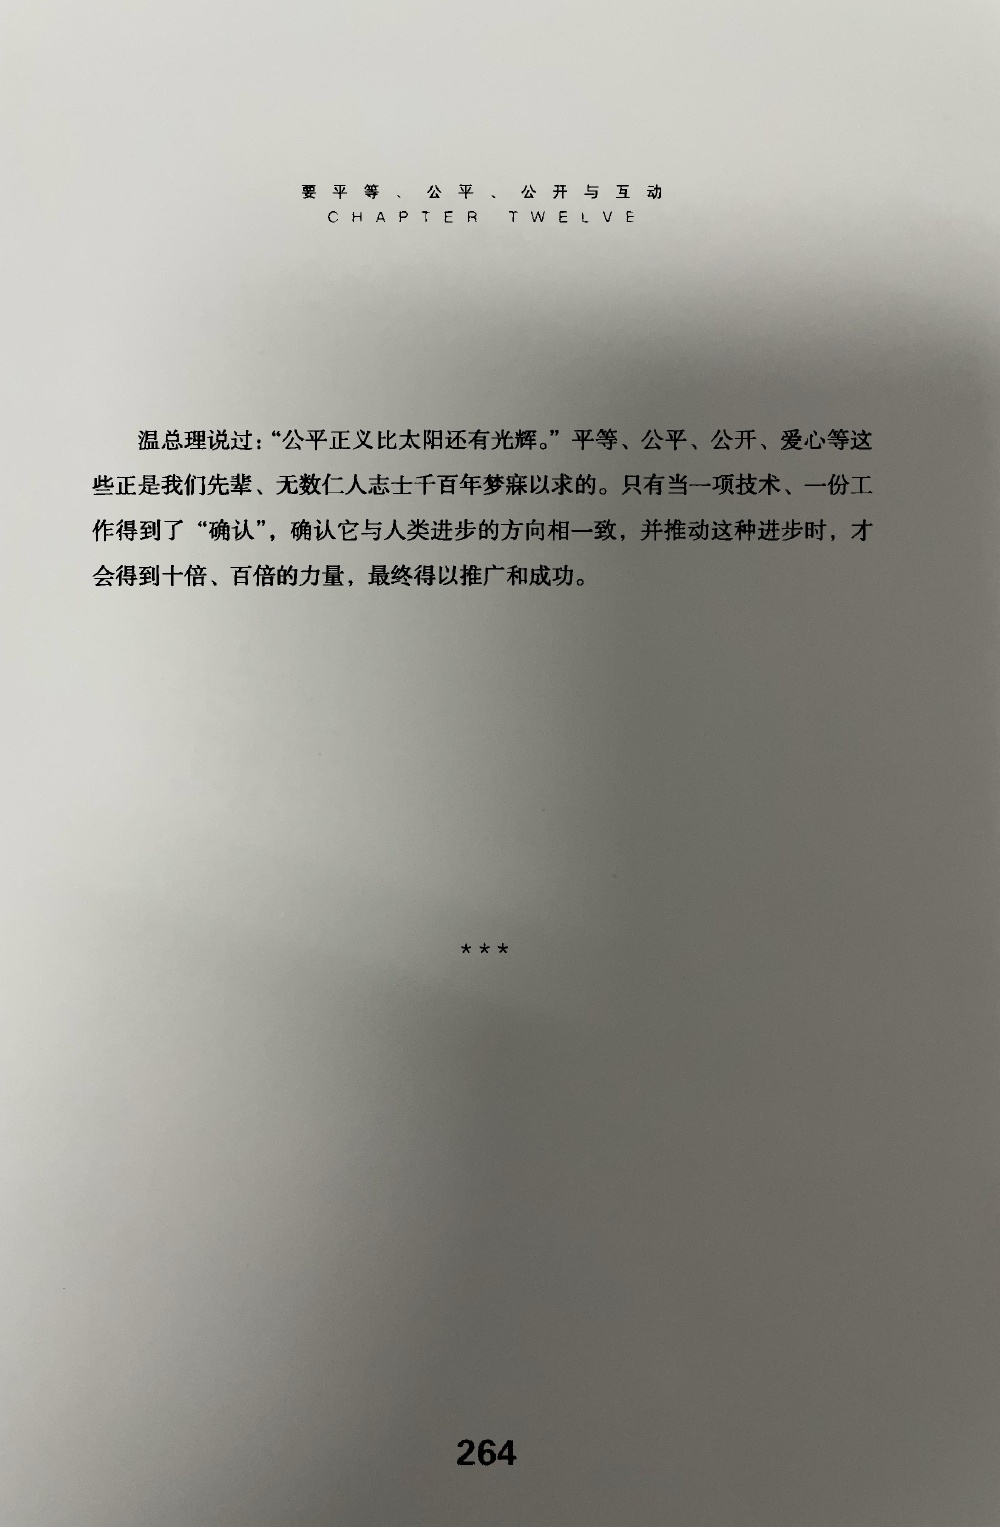 要平等、公平、公开与互动
CHAPTER TWELVE
温总理说过：“公平正义比太阳还有光辉。”平等、公平、公开、爱心等这
些正是我们先辈、无数仁人志士千百年梦寐以求的。只有当一项技术、一份工
作得到了“确认”，确认它与人类进步的方向相一致，并推动这种进步时，才
会得到十倍、百倍的力量，最终得以推广和成功。
***
264